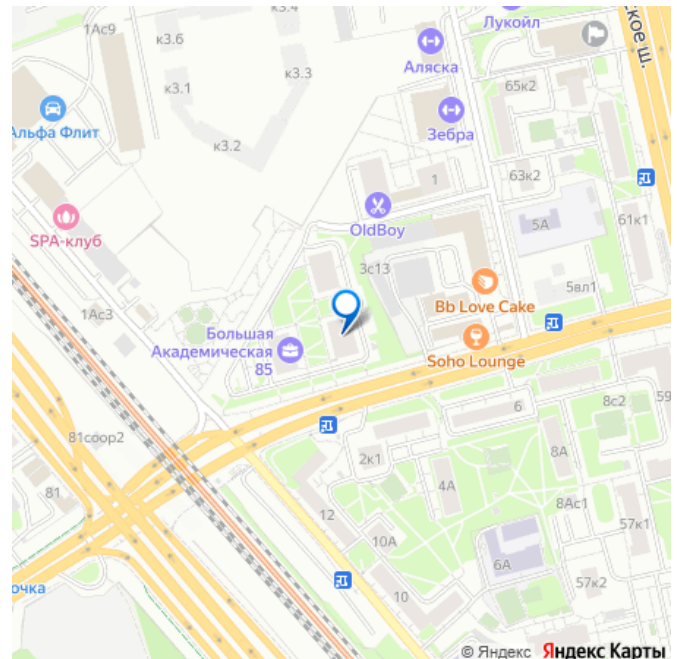 к3.4
Лукойл
1Ас9
к3.6
ское ш.
Аляска
к3.1
к3.3
65к2
Альфа Флит
Зебра
к3.2
63к2
1
OldBoy
61к1
5А
SPA-клуб
3с13
5вл1
Bb Love Cake
1Ас3
Большая
Академическая
85
Soho Lounge
59
8с2
6
81соор2
2к1
8А
81
4А
12
8Ас1
57к1
10А
6А
57к2
очка
10
© Яндекс Яндекс Карты